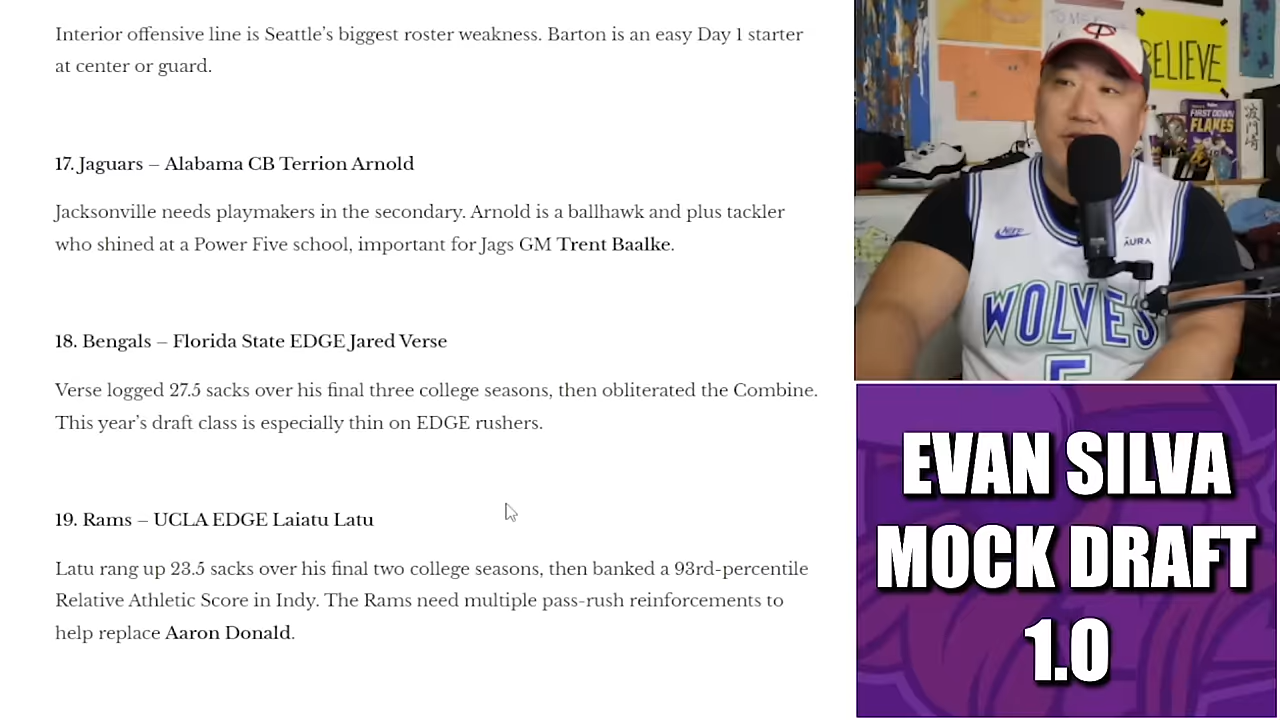 Interior offensive line is Seattle's biggest roster weakness. Barton is an easy Day 1 starter
at center or guard.
17. Jaguars – Alabama CB Terrion Arnold
Jacksonville needs playmakers in the secondary. Arnold is a ballhawk and plus tackler
who shined at a Power Five school, important for Jags GM Trent Baalke.
18. Bengals – Florida State EDGE Jared Verse
Verse logged 27.5 sacks over his final three college seasons, then obliterated the Combine.
This year's draft class is especially thin on EDGE rushers.
19. Rams – UCLA EDGE Laiatu Latu
Latu rang up 23.5 sacks over his final two college seasons, then banked a 93rd-percentile
Relative Athletic Score in Indy. The Rams need multiple pass-rush reinforcements to
help replace Aaron Donald.
BELIEVE
FIRST DOWN
FLAKES
NIKE
AURA
WOLVES
5
EVAN SILVA
MOCK DRAFT
1.0